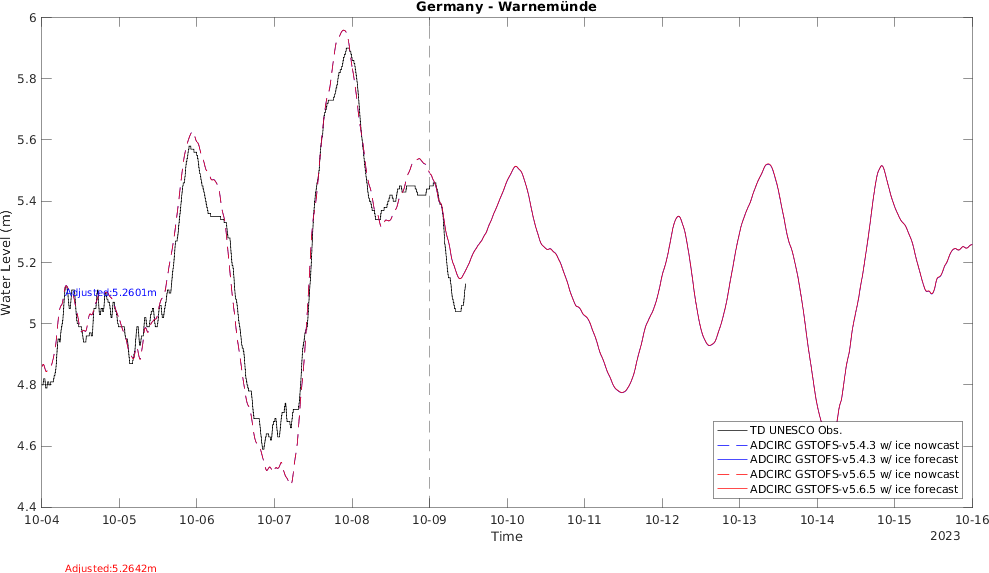 Germany - Warnemünde
6
5.8
5.6
5.4
5.2
5
4.8
4.6
4.4
Water Level (m)
Adjusted:5.2601m
TD UNESCO Obs.
ADCIRC GSTOFS-v5.4.3 w/ ice nowcast
ADCIRC GSTOFS-v5.4.3 w/ ice forecast
ADCIRC GSTOFS-v5.6.5 w/ ice nowcast
ADCIRC GSTOFS-v5.6.5 w/ ice forecast
10-04 10-05 10-06 10-07 10-08 10-09 10-10 10-11 10-12 10-13 10-14 10-15 10-16
Time
2023
Adjusted:5.2642m